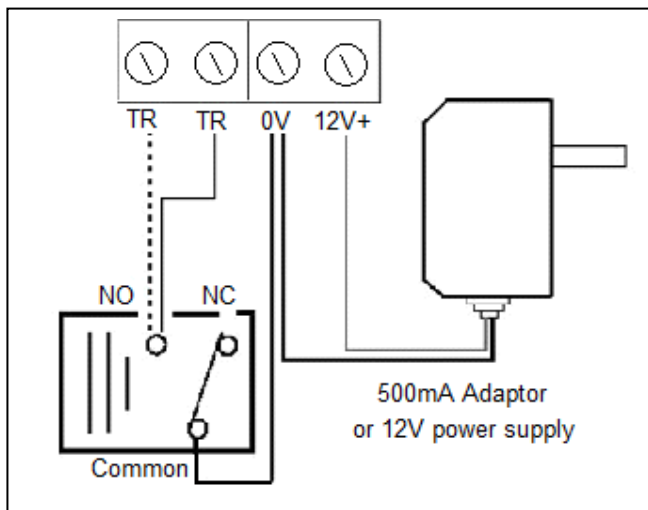 TR TR 0V 12V+
NO NC
500mA Adaptor
or 12V power supply
Common